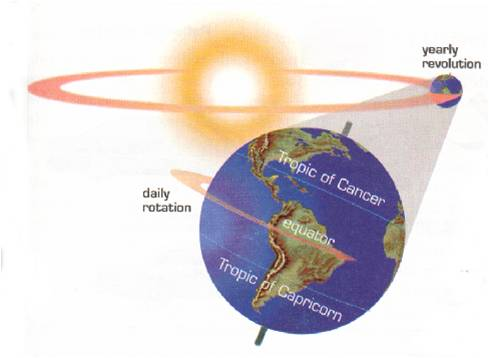 yearly
revolution
Tropic of Cancer
daily
rotation
equator
Tropic of Capricorn